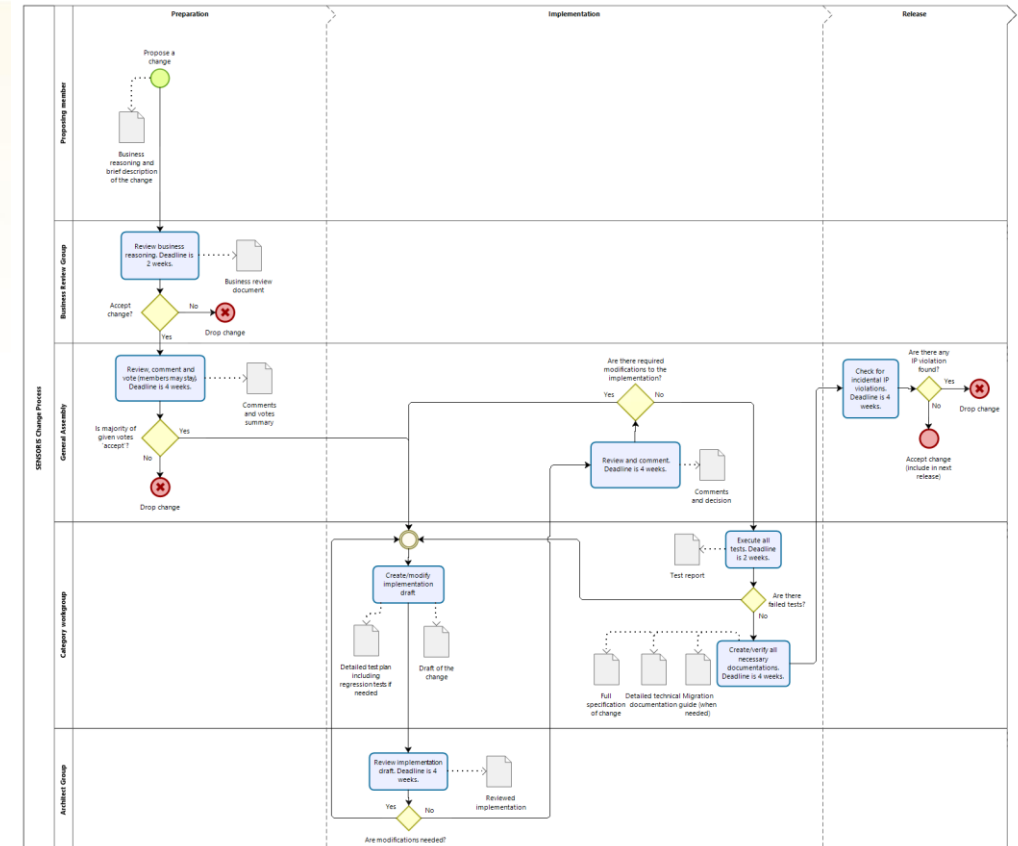 Preparation
Implementation
Release
SENSORIS Change Process
Proposing member
Propose a
change
Business
reasoning and
brief description
of the change
Business Review Group
Review business
reasoning. Deadline is
2 weeks.
Business review
document
Accept
change?
No
Drop change
Yes
General Assembly
Review, comment and
vote (members may stay).
Deadline is 4 weeks.
Comments
and votes
summary
Is majority of
given votes
'accept'?
Yes
No
Drop change
Are there required
modifications to the
implementation?
Yes
No
Review and comment.
Deadline is 4 weeks.
Comments
and decision
Check for
incidental IP
violations.
Deadline is 4
weeks.
Are there any
IP violation
found?
Yes
Drop change
No
Accept change
(include in next
release)
Category workgroup
Create/modify
implementation
draft
Detailed test plan
including
regression tests if
needed
Draft of the
change
Execute all
tests. Deadline
is 2 weeks.
Test report
Are there
failed tests?
No
Create/verify all
necessary
documentations.
Deadline is 4 weeks.
Full
specification
of change
Detailed technical
documentation
Migration
guide (when
needed)
Architect Group
Review implementation
draft. Deadline is 4
weeks.
Reviewed
implementation
Yes
No
Are modifications needed?